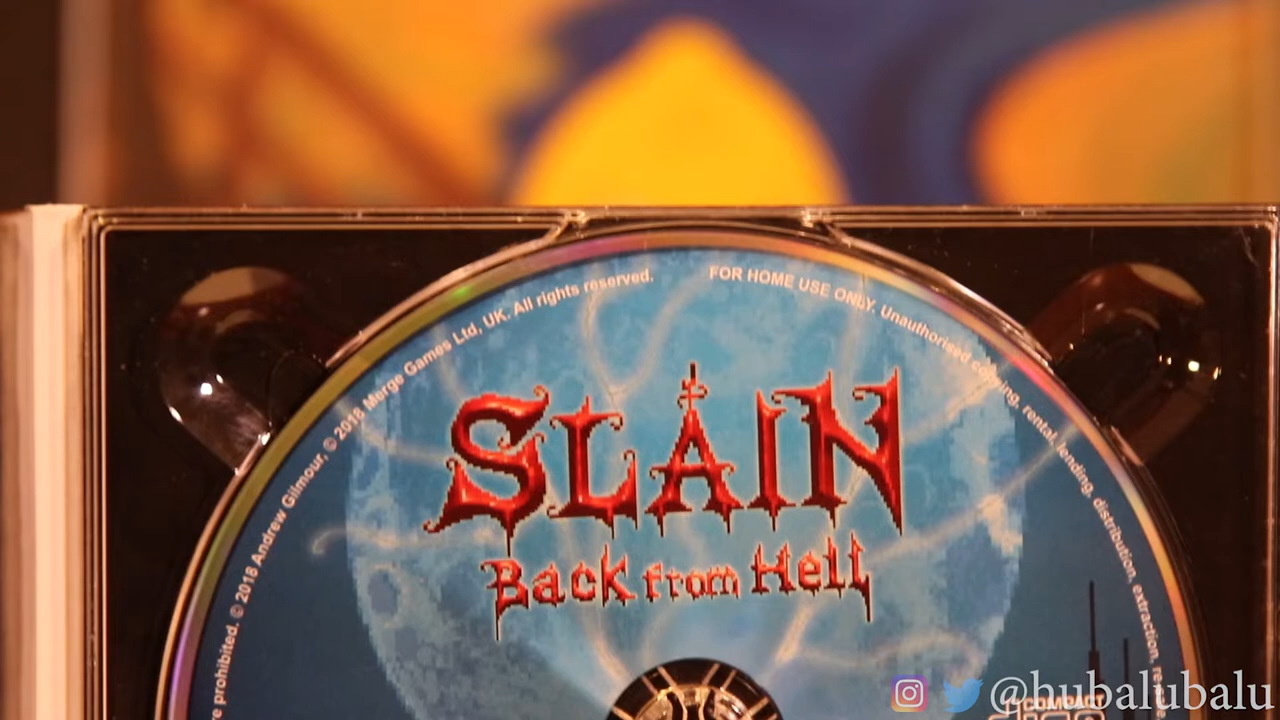 re prohibited. © 2018 Andrew Gilmour, © 2018 Merge Games Ltd, UK. All rights reserved.
FOR HOME USE ONLY. Unauthorised copying, rental, lending, distribution, extraction,
SLAIN
Back from Hell
COMPACT
@hubalubalu